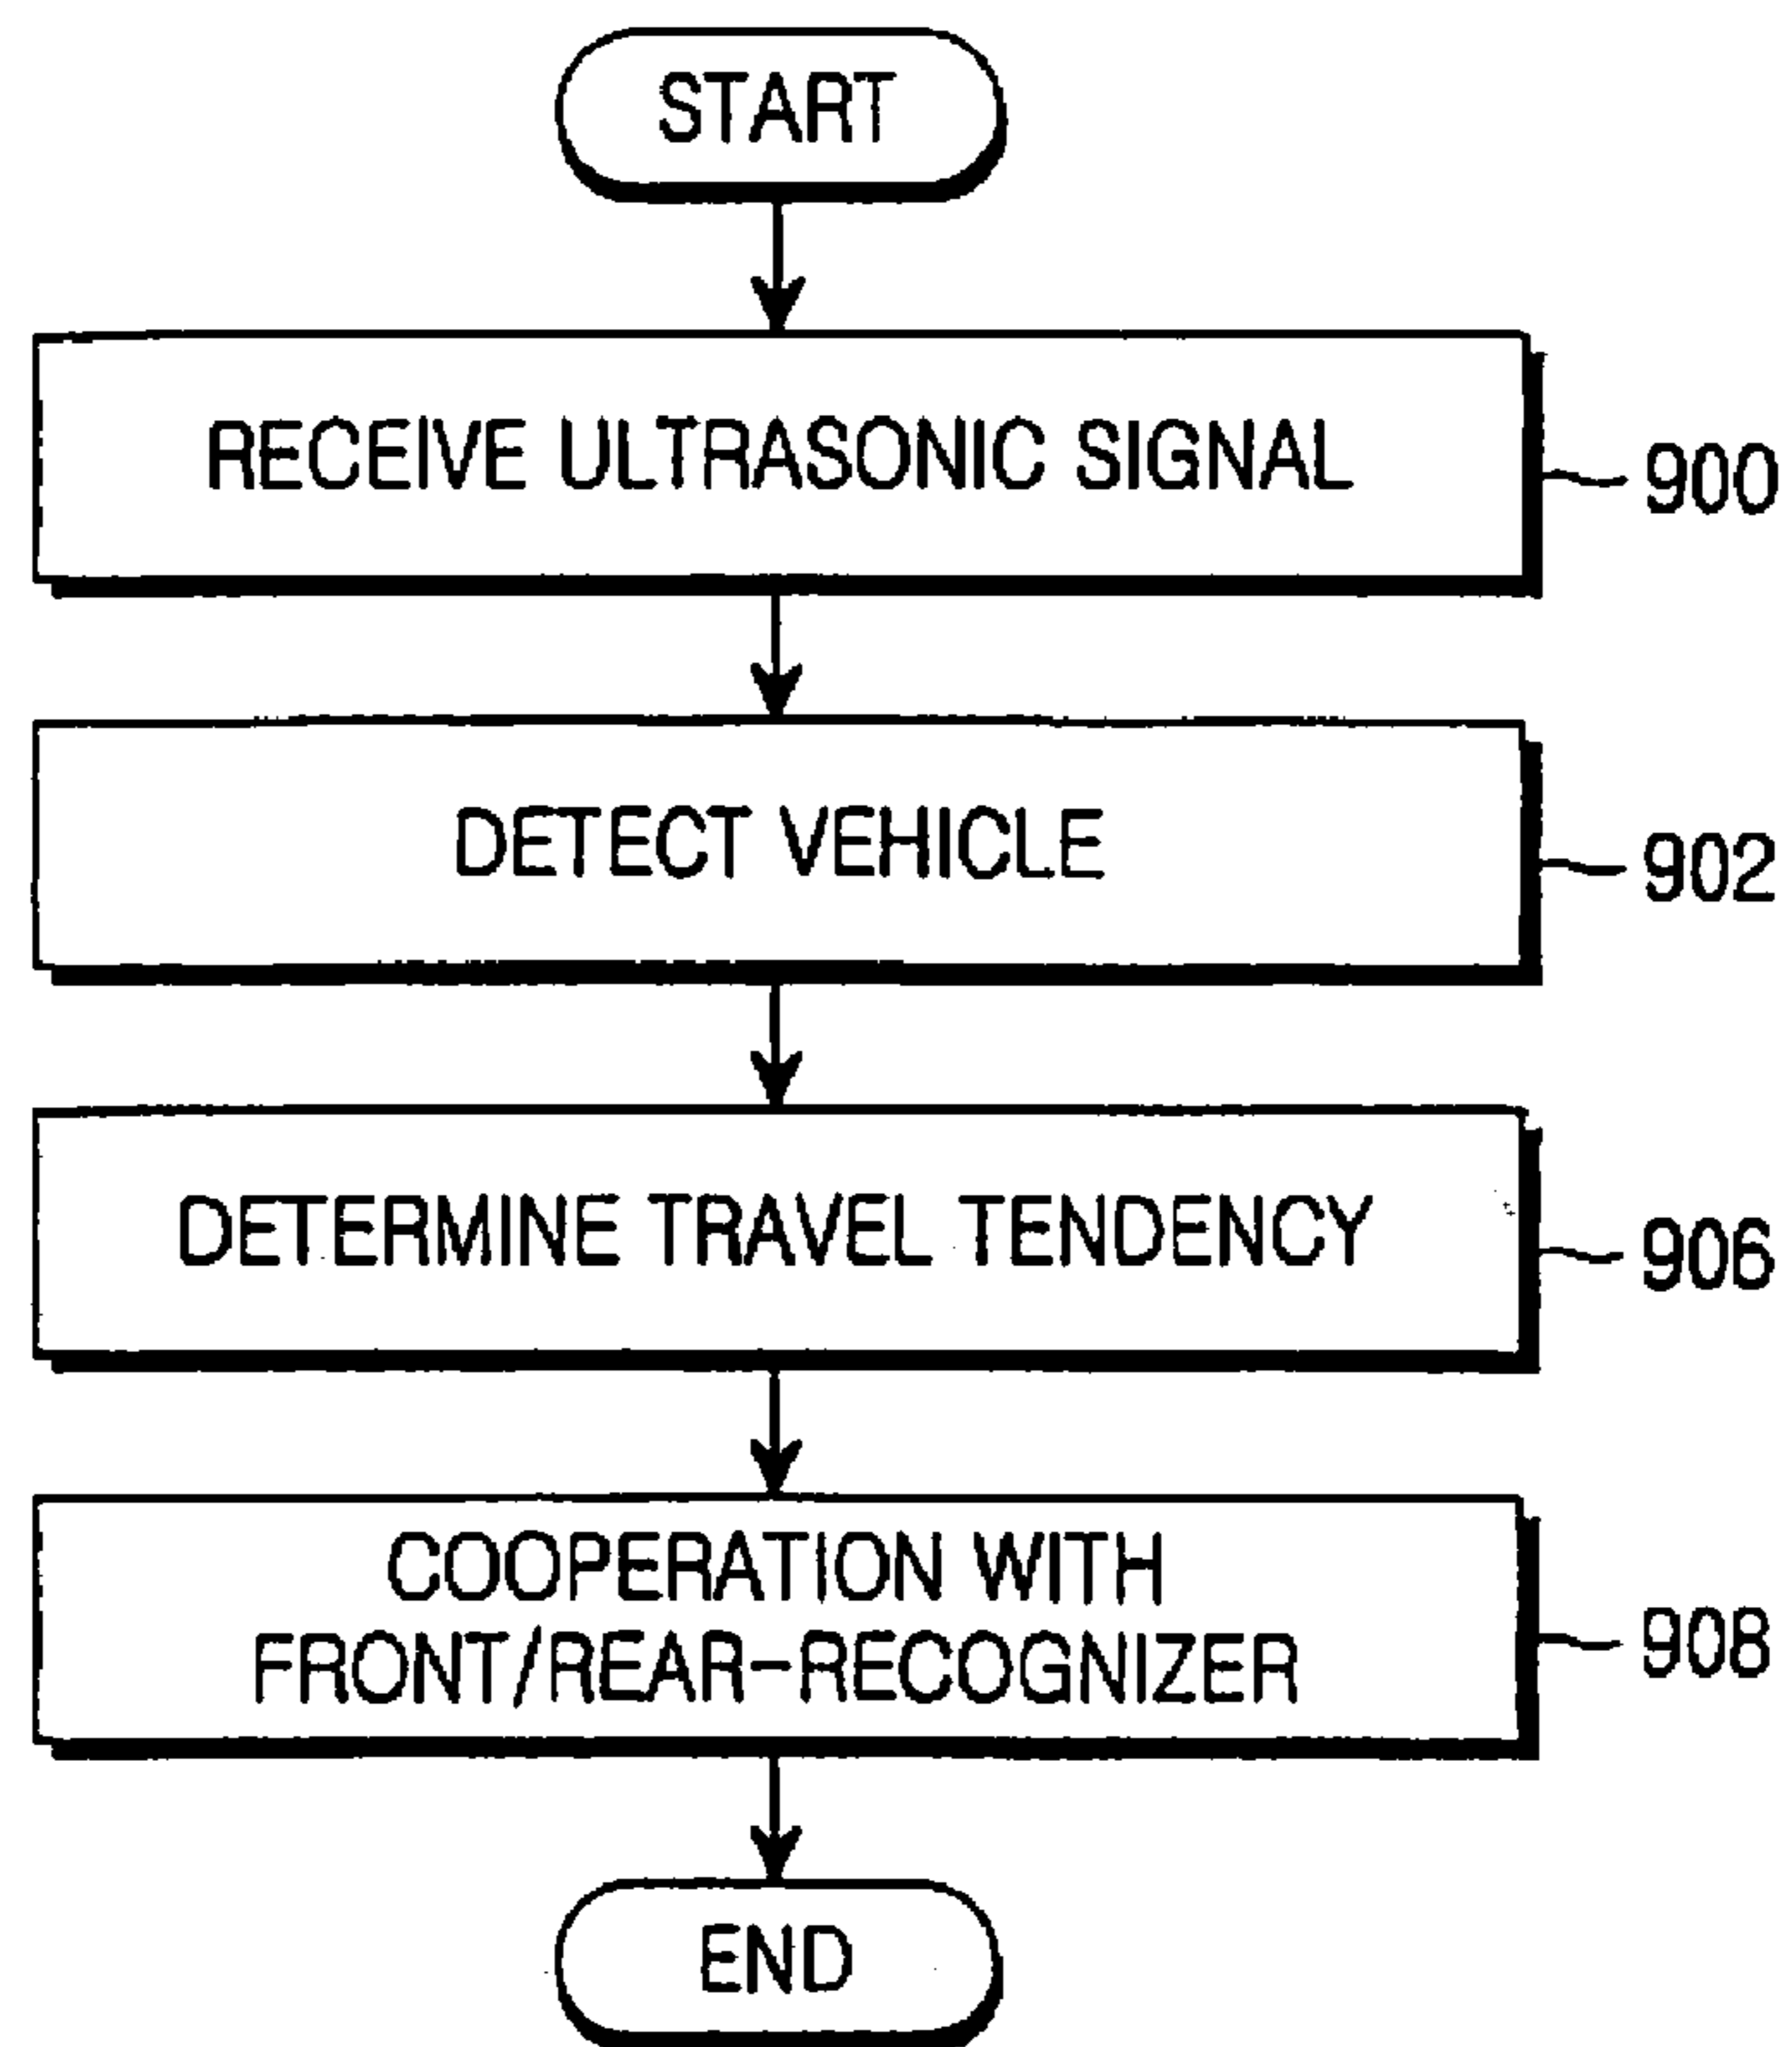 START
RECEIVE ULTRASONIC SIGNAL
900
DETECT VEHICLE
902
DETERMINE TRAVEL TENDENCY
906
COOPERATION WITH
FRONT/REAR-RECOGNIZER
908
END